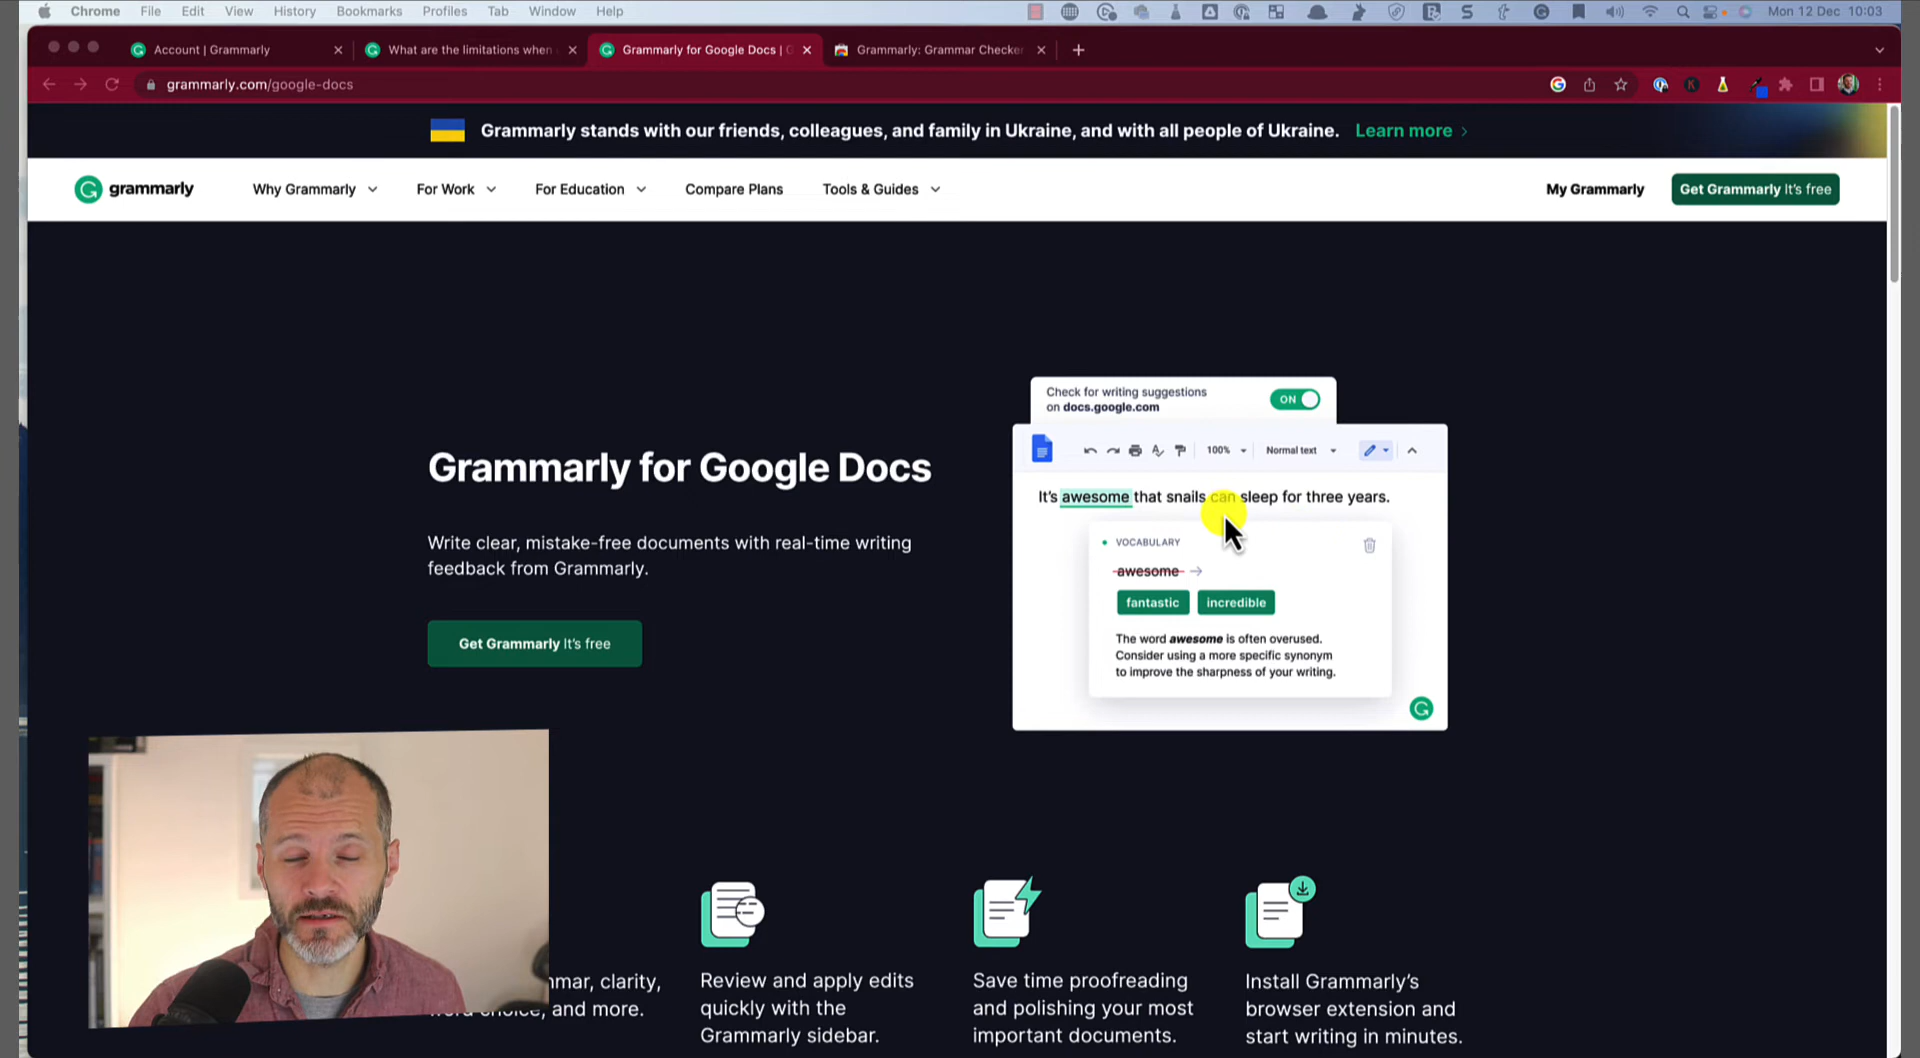 Chrome File Edit View History Bookmarks Profiles Tab Window Help
Mon 12 Dec 10:03
Account | Grammarly
What are the limitations when
Grammarly for Google Docs |
Grammarly: Grammar Checker
grammarly.com/google-docs
Grammarly stands with our friends, colleagues, and family in Ukraine, and with all people of Ukraine. Learn more
grammarly
Why Grammarly
For Work
For Education
Compare Plans
Tools & Guides
My Grammarly
Get Grammarly It's free
Check for writing suggestions
on docs.google.com
ON
100%
Normal text
It's awesome that snails can sleep for three years.
VOCABULARY
awesome →
fantastic incredible
The word awesome is often overused.
Consider using a more specific synonym
to improve the sharpness of your writing.
Grammarly for Google Docs
Write clear, mistake-free documents with real-time writing
feedback from Grammarly.
Get Grammarly It's free
clarity,
and more.
Review and apply edits
quickly with the
Grammarly sidebar.
Save time proofreading
and polishing your most
important documents.
Install Grammarly's
browser extension and
start writing in minutes.